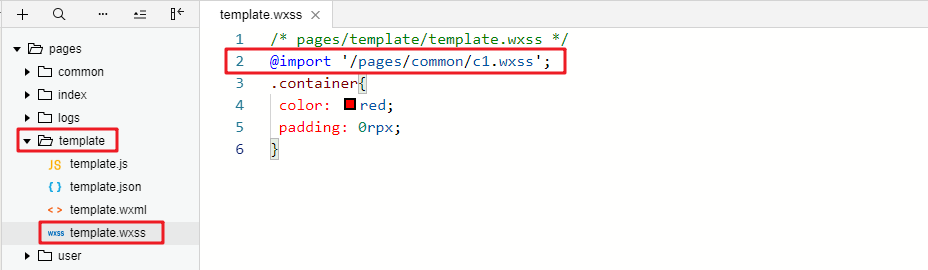 pages
common
index
logs
template
JS template.js
{ } template.json
< > template.wxml
WXSS template.wxss
user
template.wxss ×
1 /* pages/template/template.wxss */
2 @import '/pages/common/c1.wxss';
3 .container{
4 color: red;
5 padding: 0rpx;
6 }